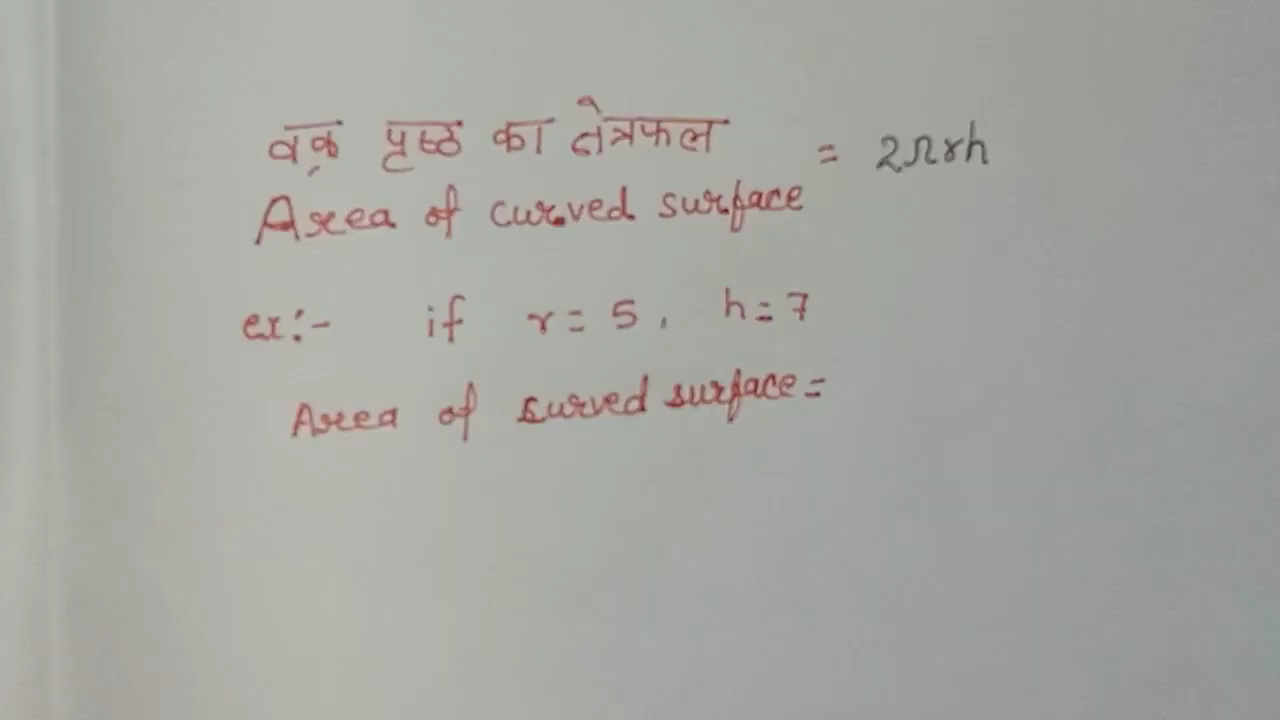 वक्र पृष्ठ का क्षेत्रफल
= 2πrh
Area of curved surface
ex:- if r = 5, h = 7
Area of curved surface =